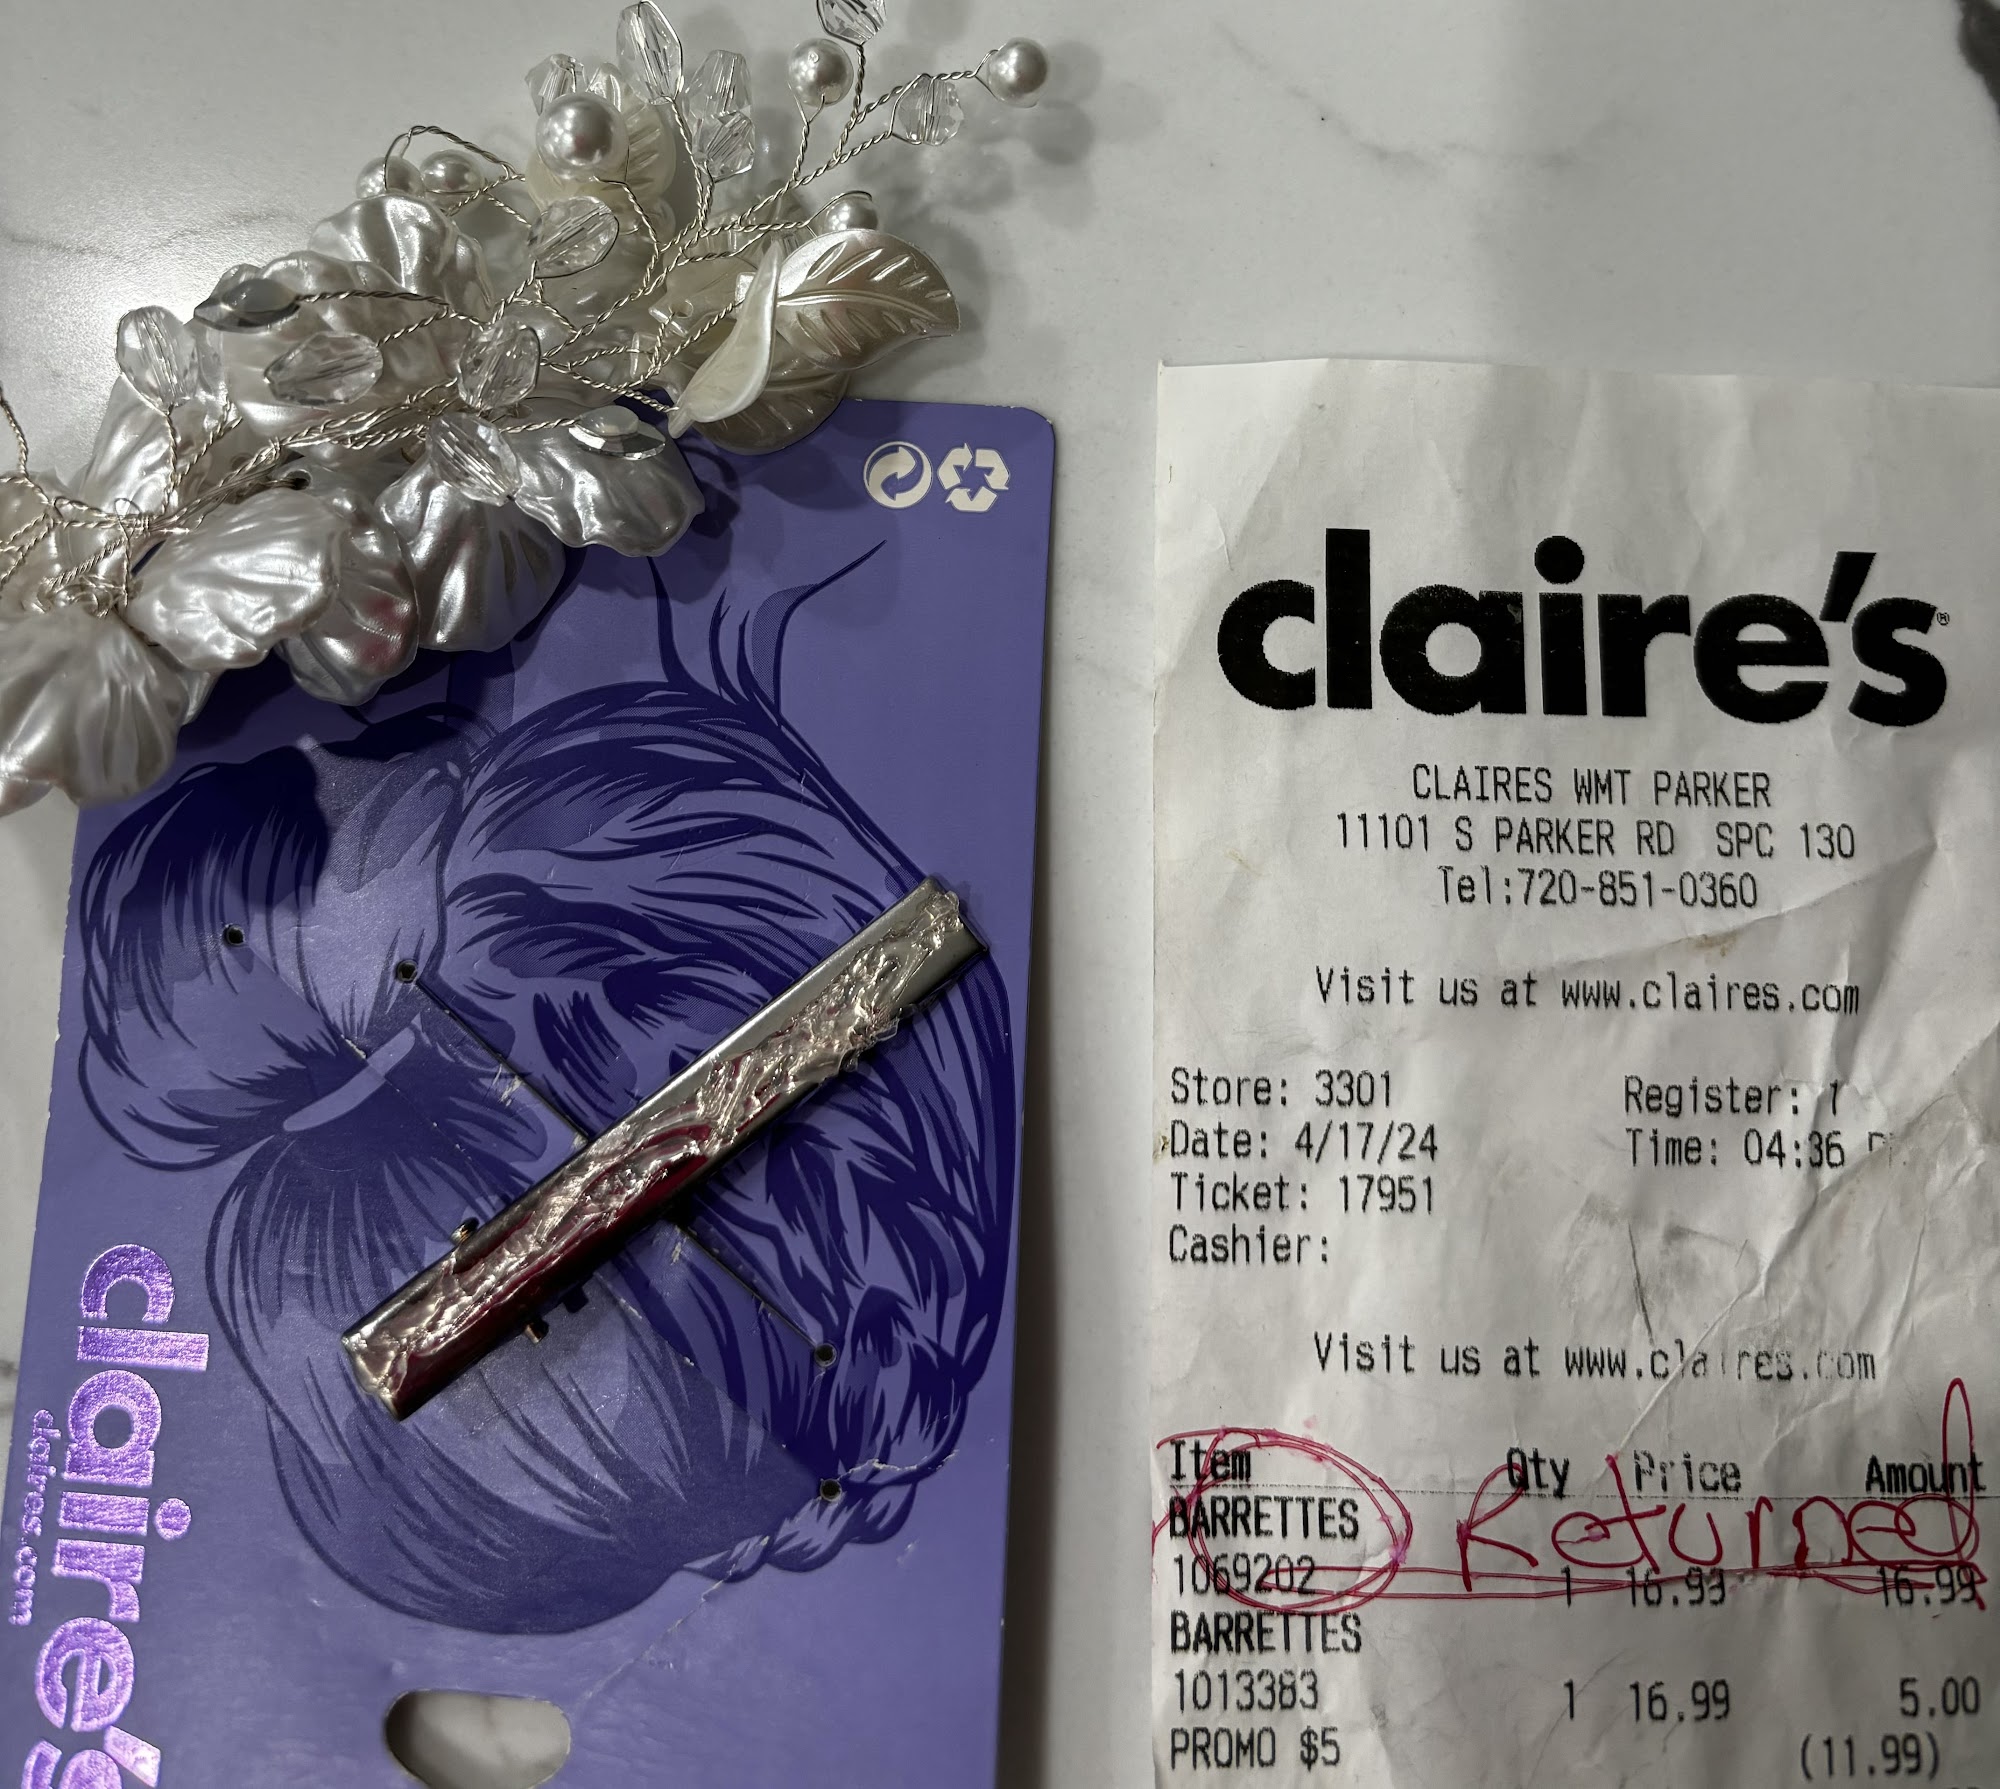 claire's
claires.com
claire's®
CLAIRES WMT PARKER
11101 S PARKER RD SPC 130
Tel:720-851-0360
Visit us at www.claires.com
Store: 3301 Register: 1
Date: 4/17/24 Time: 04:36
Ticket: 17951
Cashier:
Visit us at www.claires.com
Item Qty Price Amount
BARRETTES Returned
1069202 1 16.99 16.99
BARRETTES
1013383 1 16.99 5.00
PROMO $5 (11.99)